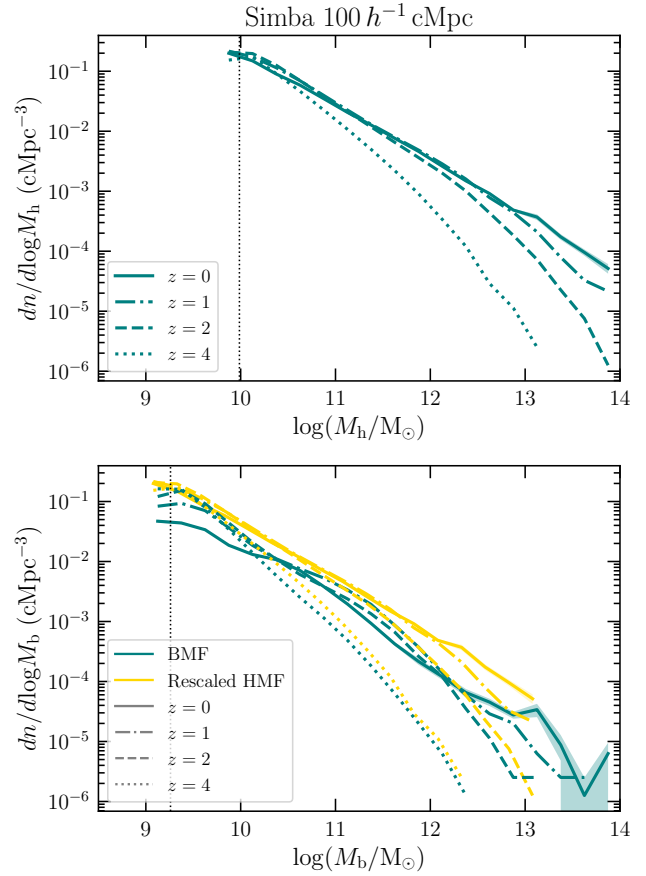 Simba 100 h⁻¹ cMpc
dn/dlogM_h (cMpc⁻³)
10⁻¹
10⁻²
10⁻³
10⁻⁴
10⁻⁵
10⁻⁶
z = 0
z = 1
z = 2
z = 4
9 10 11 12 13 14
log(M_h/M_⊙)
dn/dlogM_b (cMpc⁻³)
10⁻¹
10⁻²
10⁻³
10⁻⁴
10⁻⁵
10⁻⁶
BMF
Rescaled HMF
z = 0
z = 1
z = 2
z = 4
9 10 11 12 13 14
log(M_b/M_⊙)